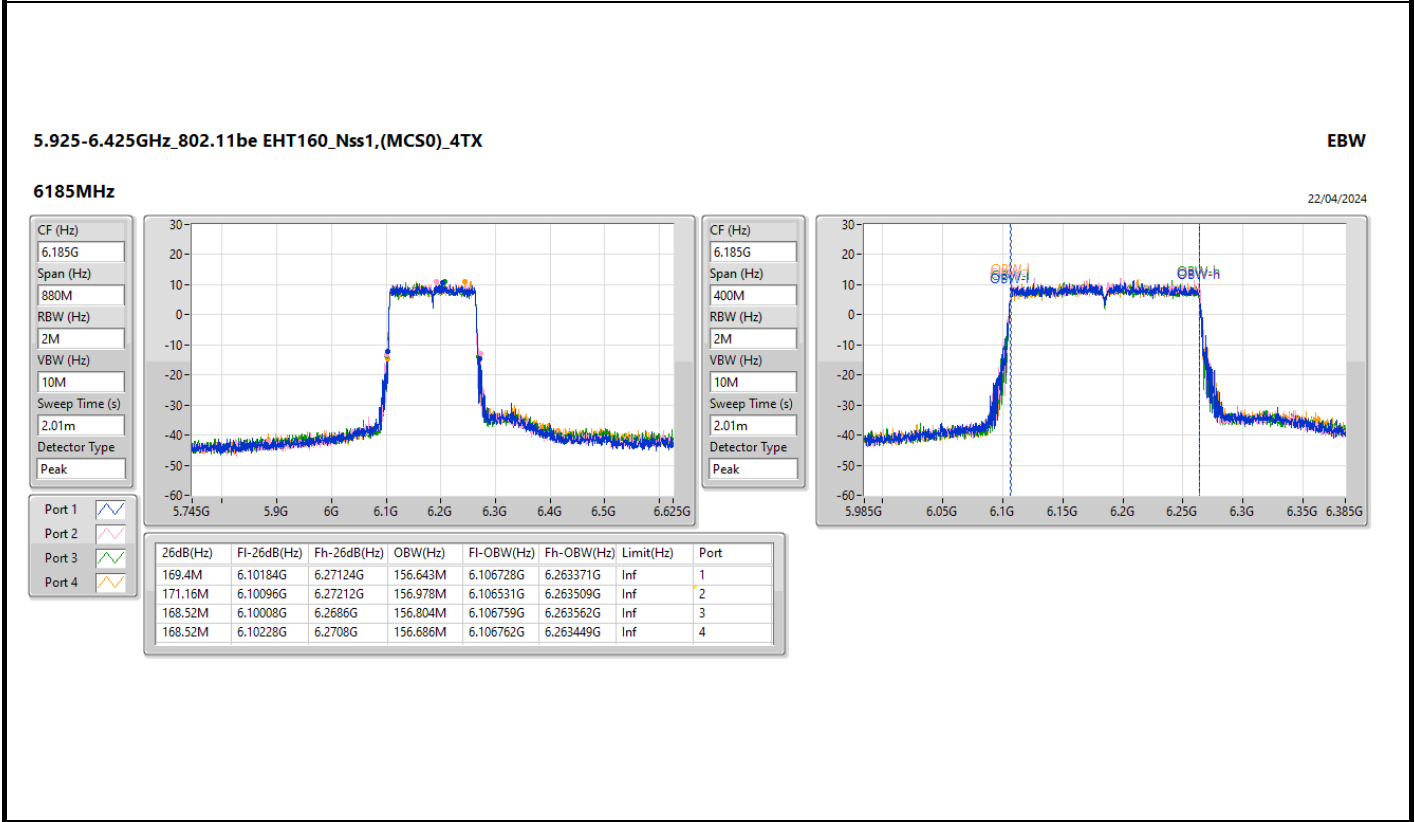 5.925-6.425GHz_802.11be EHT160_Nss1,(MCS0)_4TX
EBW
6185MHz
22/04/2024
CF (Hz)
6.185G
Span (Hz)
880M
RBW (Hz)
2M
VBW (Hz)
10M
Sweep Time (s)
2.01m
Detector Type
Peak
30
20
10
0
-10
-20
-30
-40
-50
-60
5.745G 5.9G 6G 6.1G 6.2G 6.3G 6.4G 6.5G 6.625G
CF (Hz)
6.185G
Span (Hz)
400M
RBW (Hz)
2M
VBW (Hz)
10M
Sweep Time (s)
2.01m
Detector Type
Peak
30
20
10
0
-10
-20
-30
-40
-50
-60
OBW-l
OBW-h
5.985G 6.05G 6.1G 6.15G 6.2G 6.25G 6.3G 6.35G 6.385G
Port 1
Port 2
Port 3
Port 4
26dB(Hz) Fl-26dB(Hz) Fh-26dB(Hz) OBW(Hz) Fl-OBW(Hz) Fh-OBW(Hz) Limit(Hz) Port
169.4M 6.10184G 6.27124G 156.643M 6.106728G 6.263371G Inf 1
171.16M 6.10096G 6.27212G 156.978M 6.106531G 6.263509G Inf 2
168.52M 6.10008G 6.2686G 156.804M 6.106759G 6.263562G Inf 3
168.52M 6.10228G 6.2708G 156.686M 6.106762G 6.263449G Inf 4